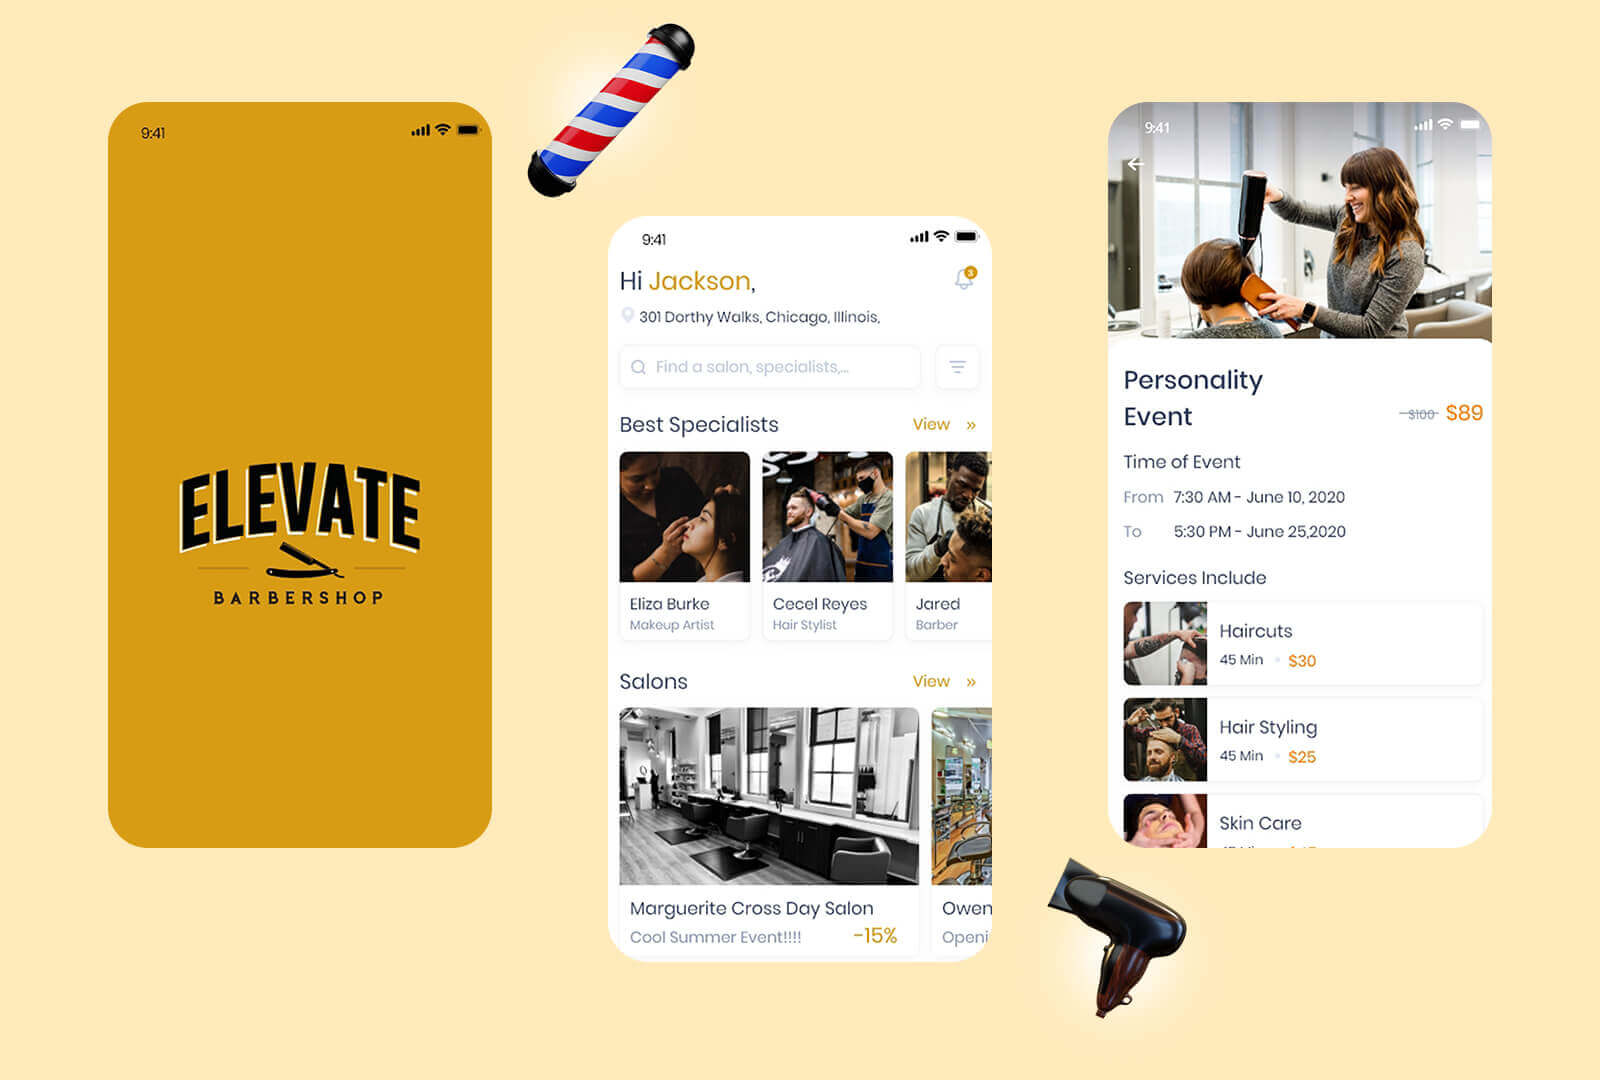 9:41
ELEVATE
BARBERSHOP
9:41
Hi Jackson,
3
301 Dorthy Walks, Chicago, Illinois,
Find a salon, specialists,...
Best Specialists
View »
Eliza Burke
Makeup Artist
Cecel Reyes
Hair Stylist
Jared
Barber
Salons
View »
Marguerite Cross Day Salon
Cool Summer Event!!!!
-15%
Owen
Openi
9:41
Personality
Event
$100 $89
Time of Event
From 7:30 AM - June 10, 2020
To 5:30 PM - June 25,2020
Services Include
Haircuts
45 Min • $30
Hair Styling
45 Min • $25
Skin Care